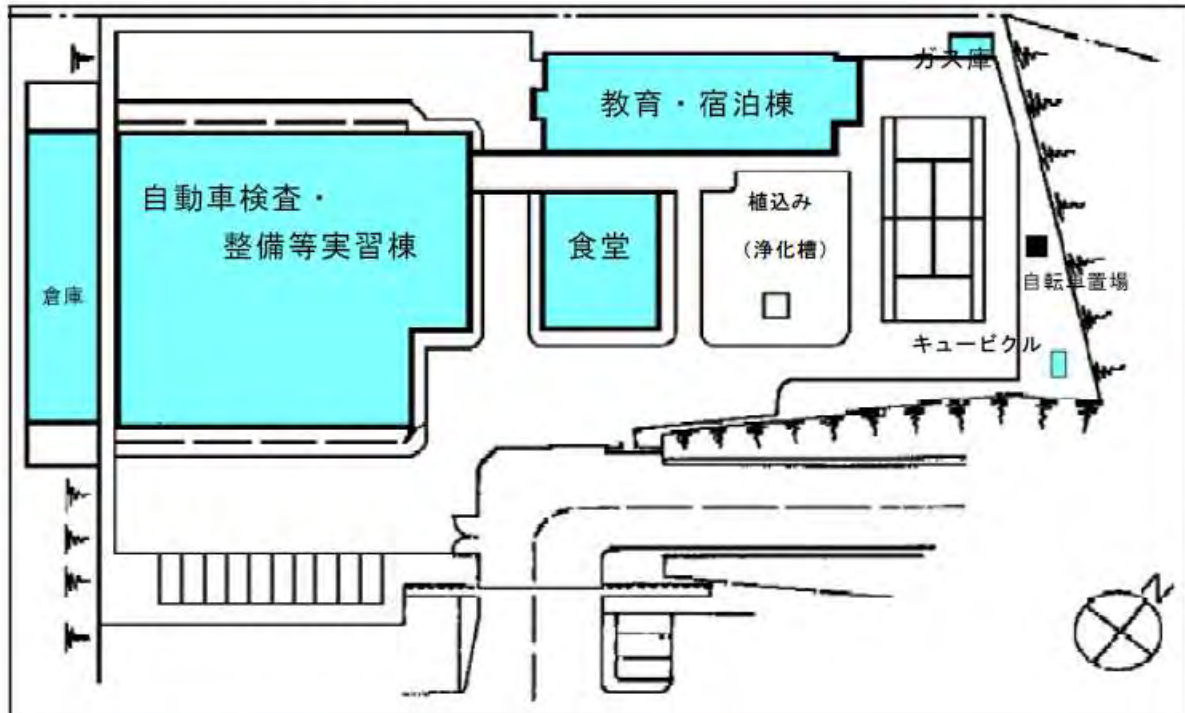 ガス庫
教育・宿泊棟
自動車検査・
整備等実習棟
食堂
植込み
（浄化槽）
倉庫
自転車置場
キュービクル
N